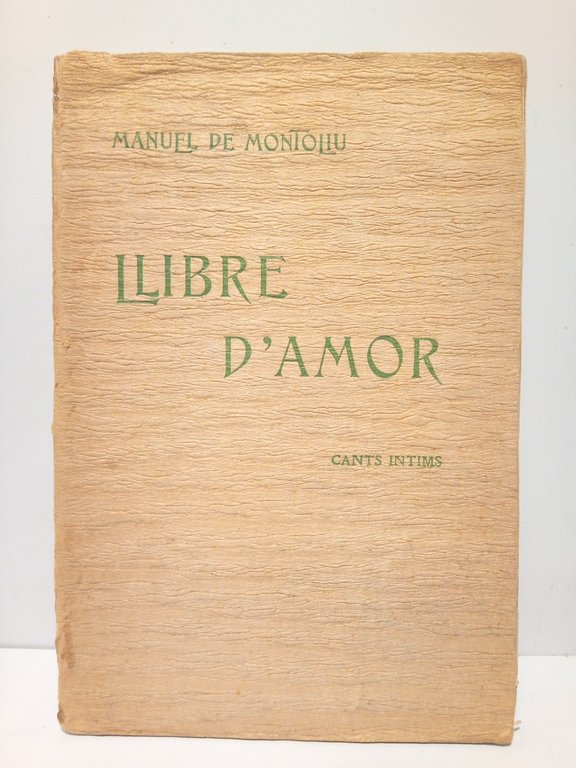 MANUEL DE MONTOLIU
LLIBRE
D'AMOR
CANTS INTIMS